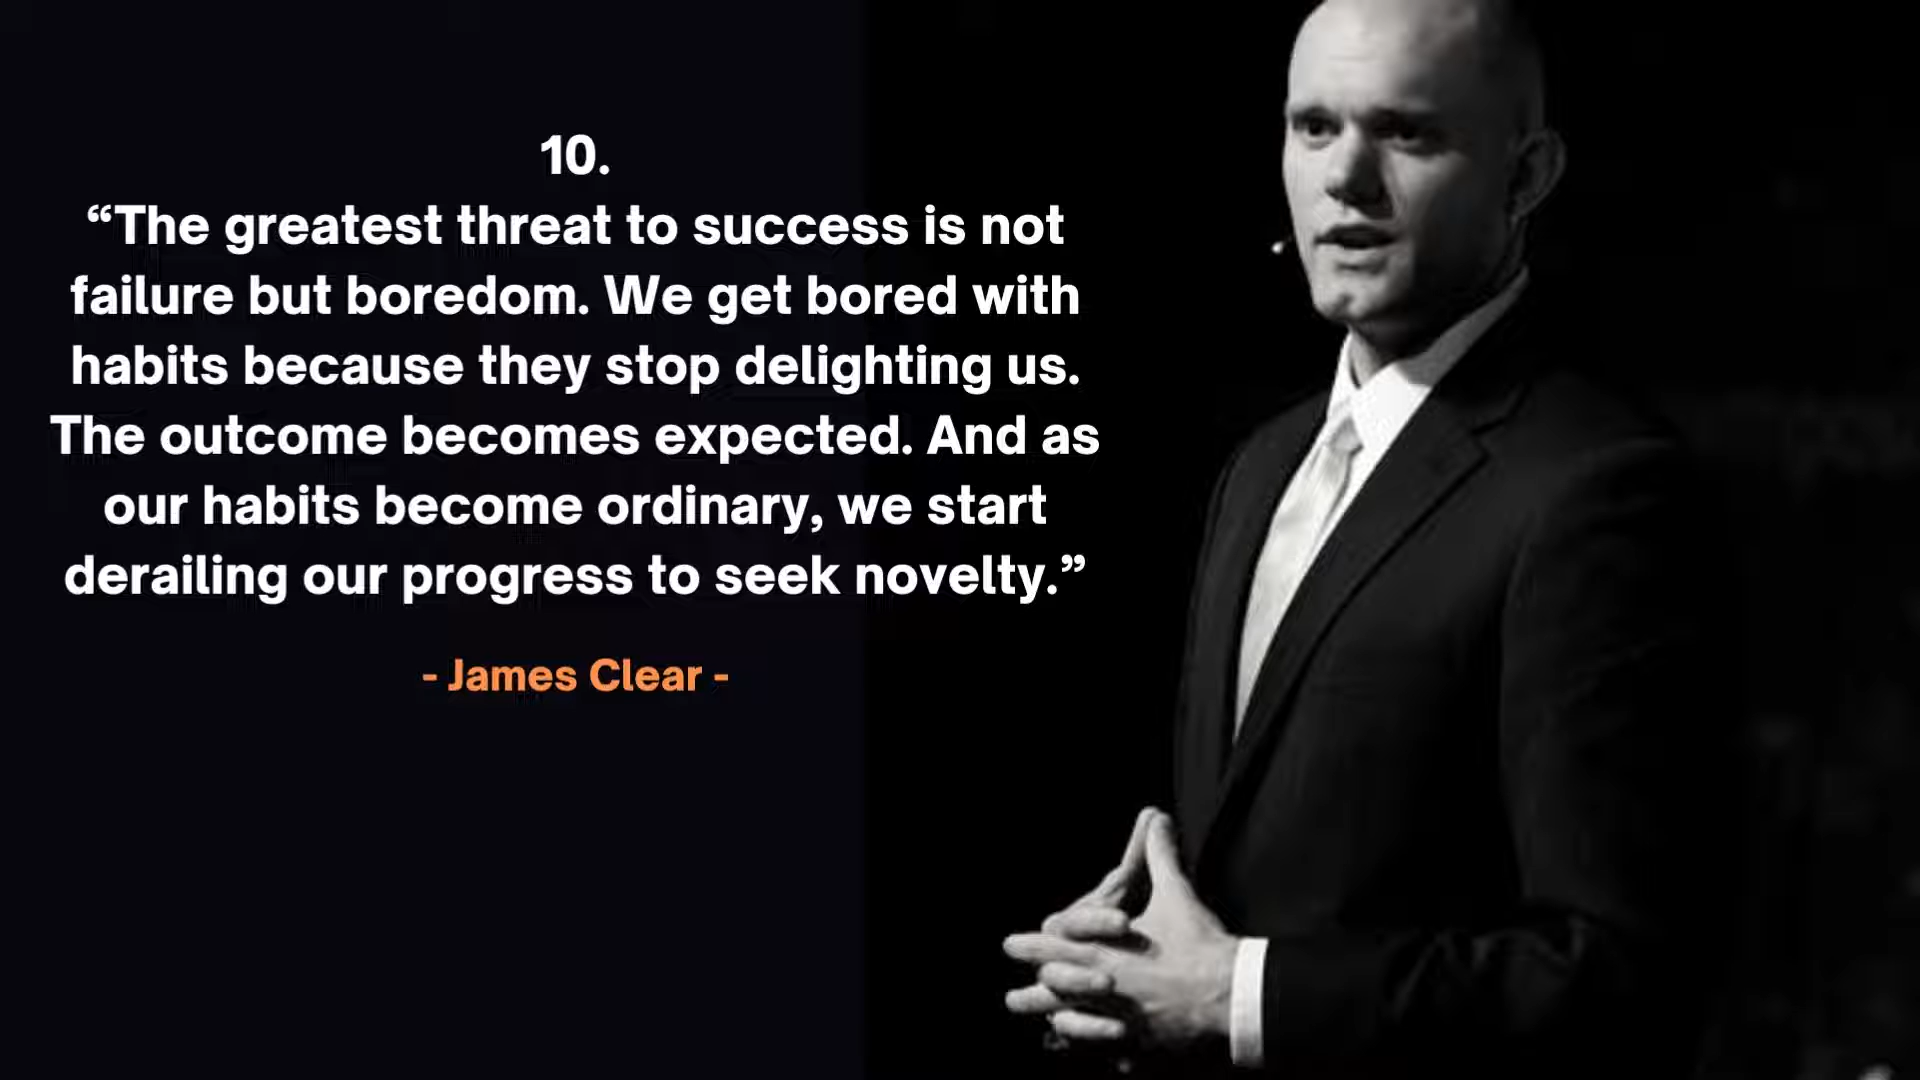 10.
“The greatest threat to success is not
failure but boredom. We get bored with
habits because they stop delighting us.
The outcome becomes expected. And as
our habits become ordinary, we start
derailing our progress to seek novelty.”
- James Clear -